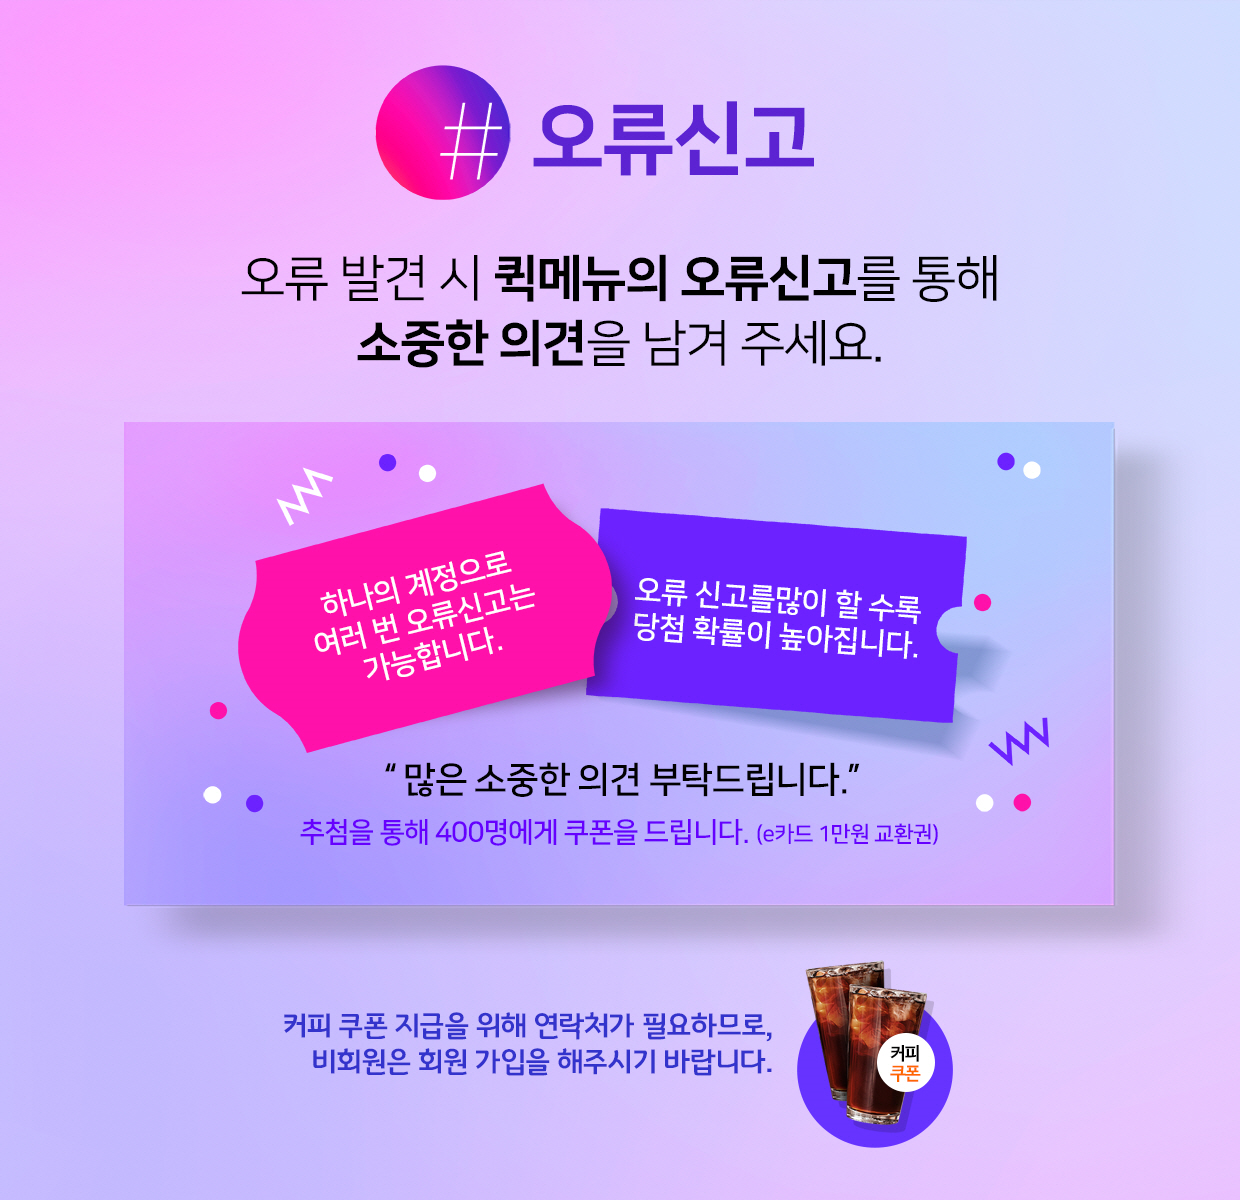 # 오류신고
오류 발견 시 퀵메뉴의 오류신고를 통해
소중한 의견을 남겨 주세요.
하나의 계정으로
여러 번 오류신고는
가능합니다.
오류 신고를많이 할 수록
당첨 확률이 높아집니다.
“ 많은 소중한 의견 부탁드립니다.”
추첨을 통해 400명에게 쿠폰을 드립니다. (e카드 1만원 교환권)
커피 쿠폰 지급을 위해 연락처가 필요하므로,
비회원은 회원 가입을 해주시기 바랍니다.
커피
쿠폰